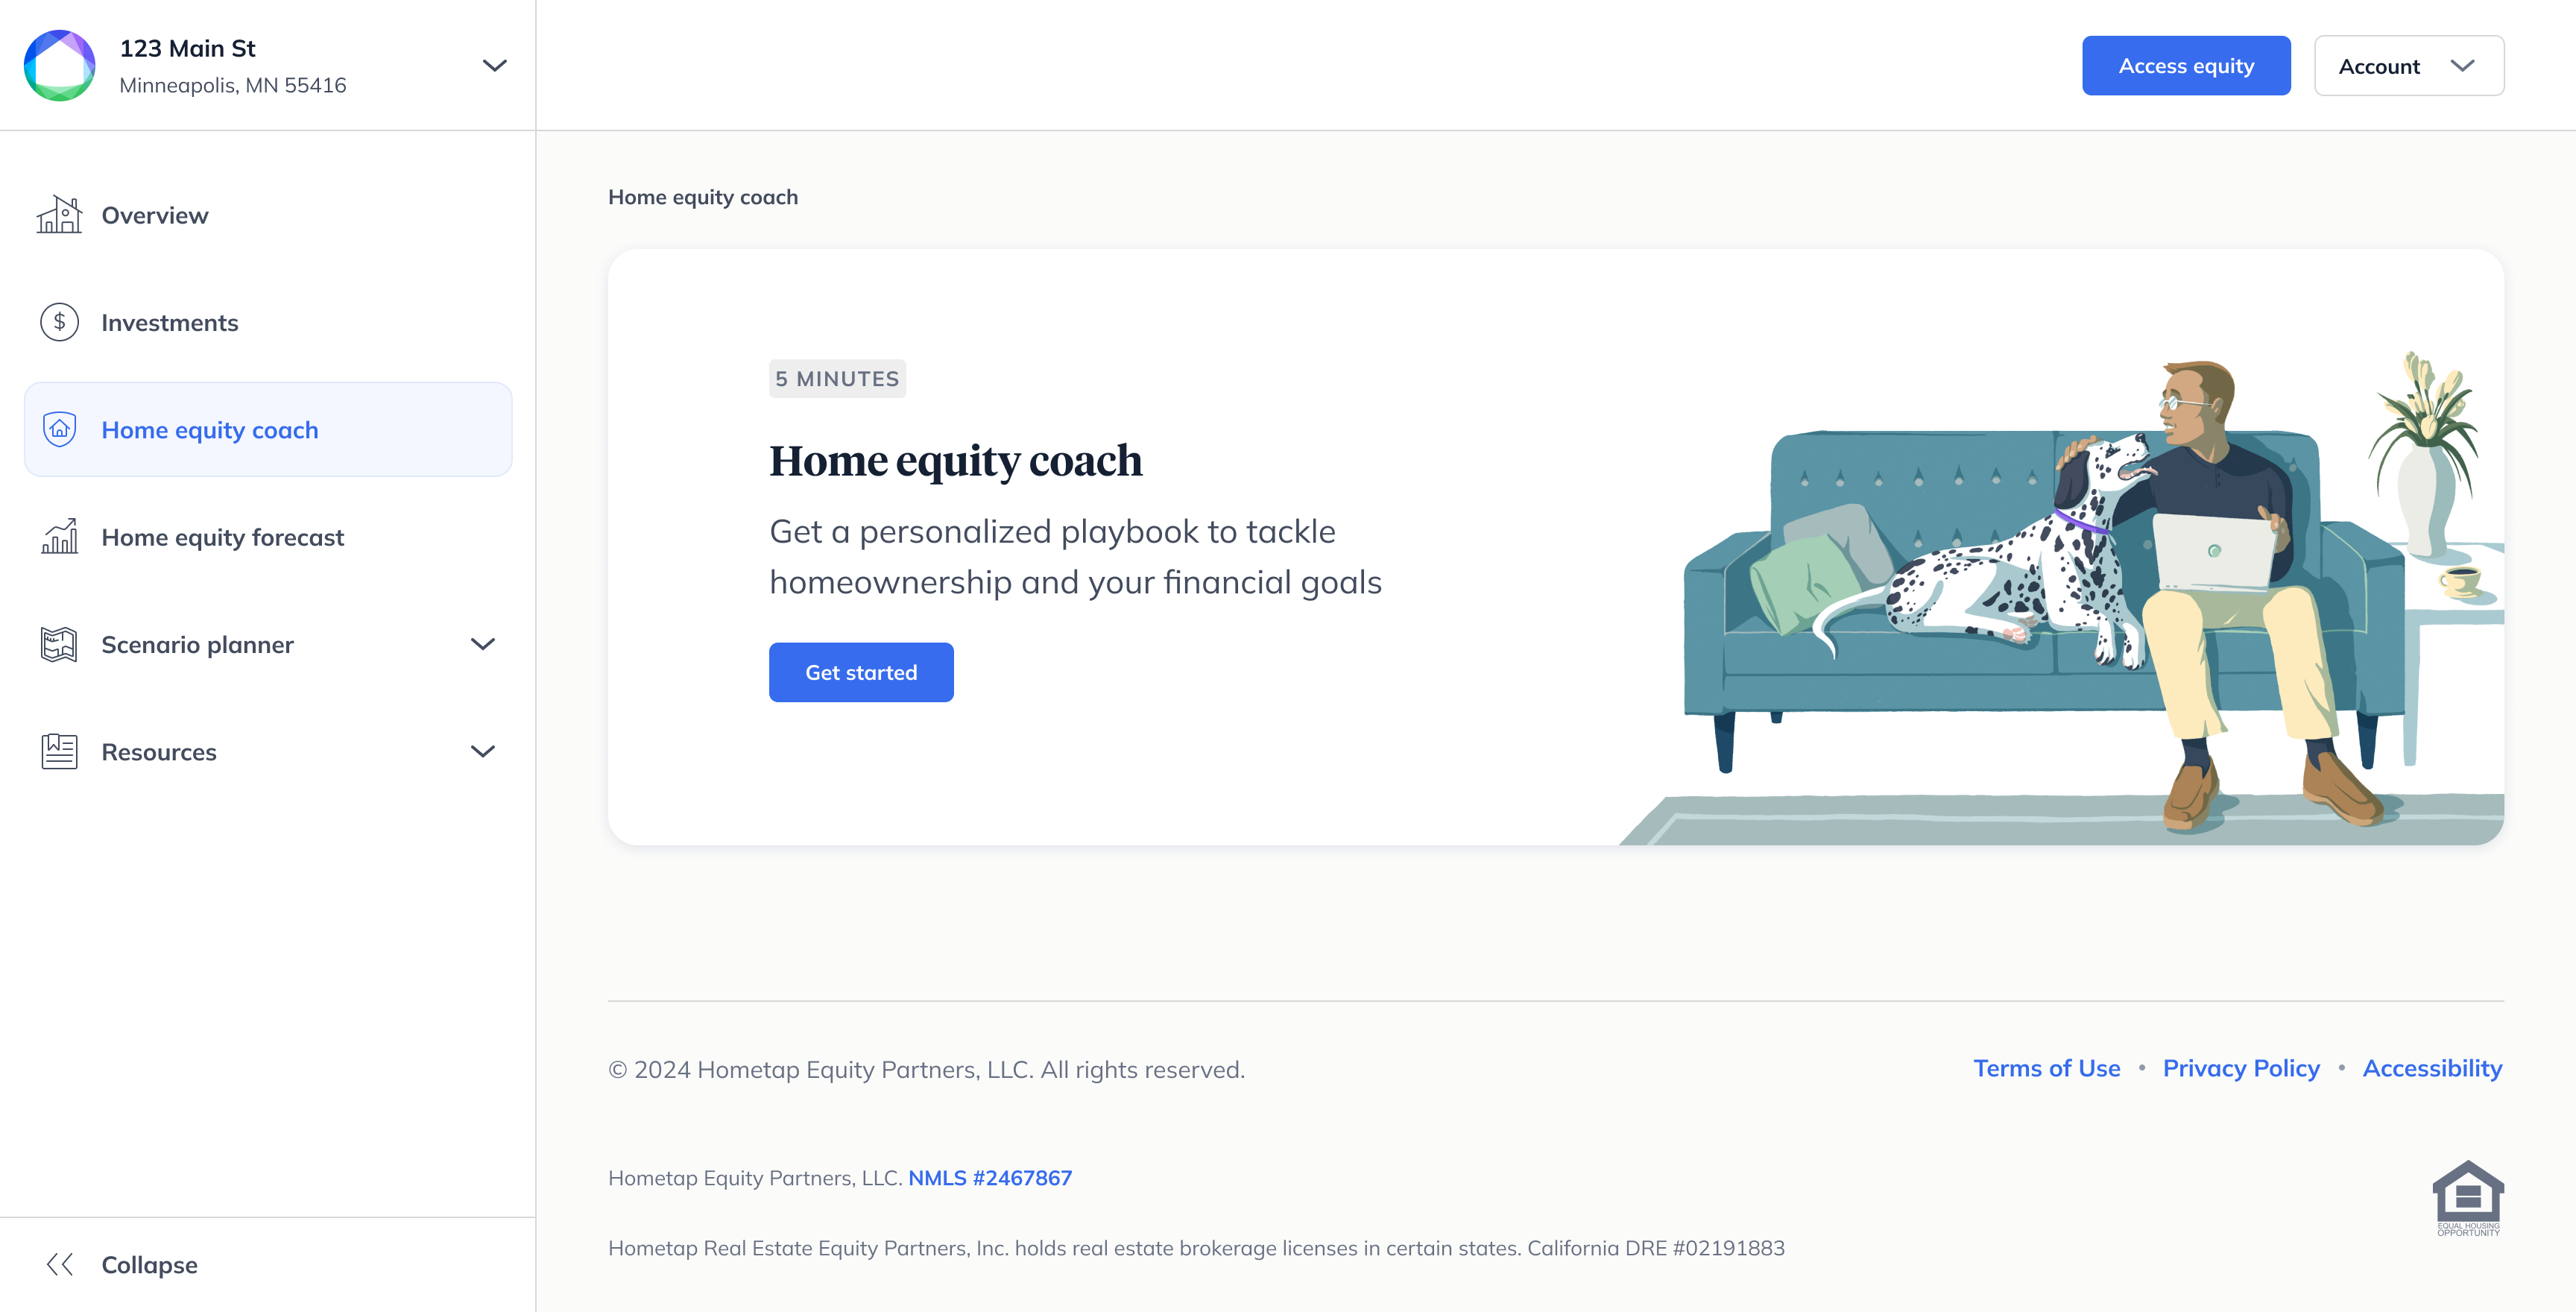 123 Main St
Minneapolis, MN 55416
Access equity
Account
Overview
Investments
Home equity coach
Home equity forecast
Scenario planner
Resources
Collapse
Home equity coach
5 MINUTES
Home equity coach
Get a personalized playbook to tackle
homeownership and your financial goals
Get started
© 2024 Hometap Equity Partners, LLC. All rights reserved.
Terms of Use • Privacy Policy • Accessibility
Hometap Equity Partners, LLC. NMLS #2467867
EQUAL HOUSING
OPPORTUNITY
Hometap Real Estate Equity Partners, Inc. holds real estate brokerage licenses in certain states. California DRE #02191883